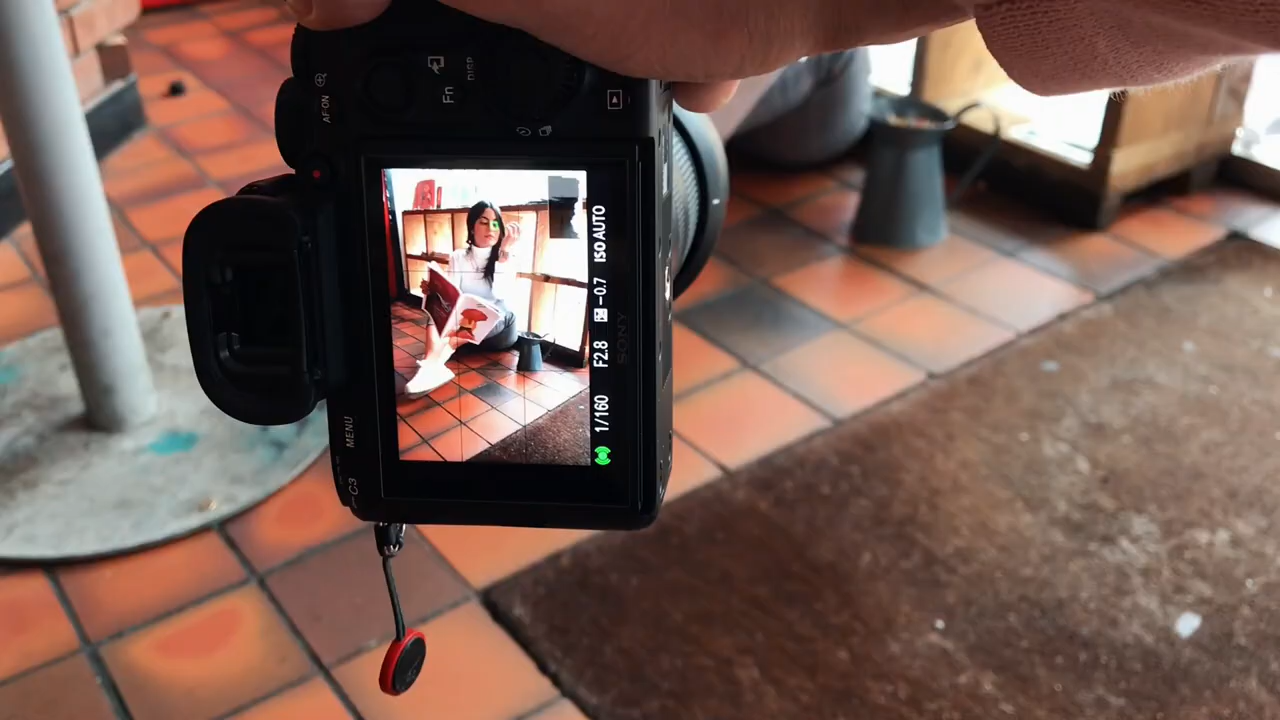 AF-ON
Fn
DISP
ISO AUTO
−0.7
F2.8
1/160
SONY
MENU
C3